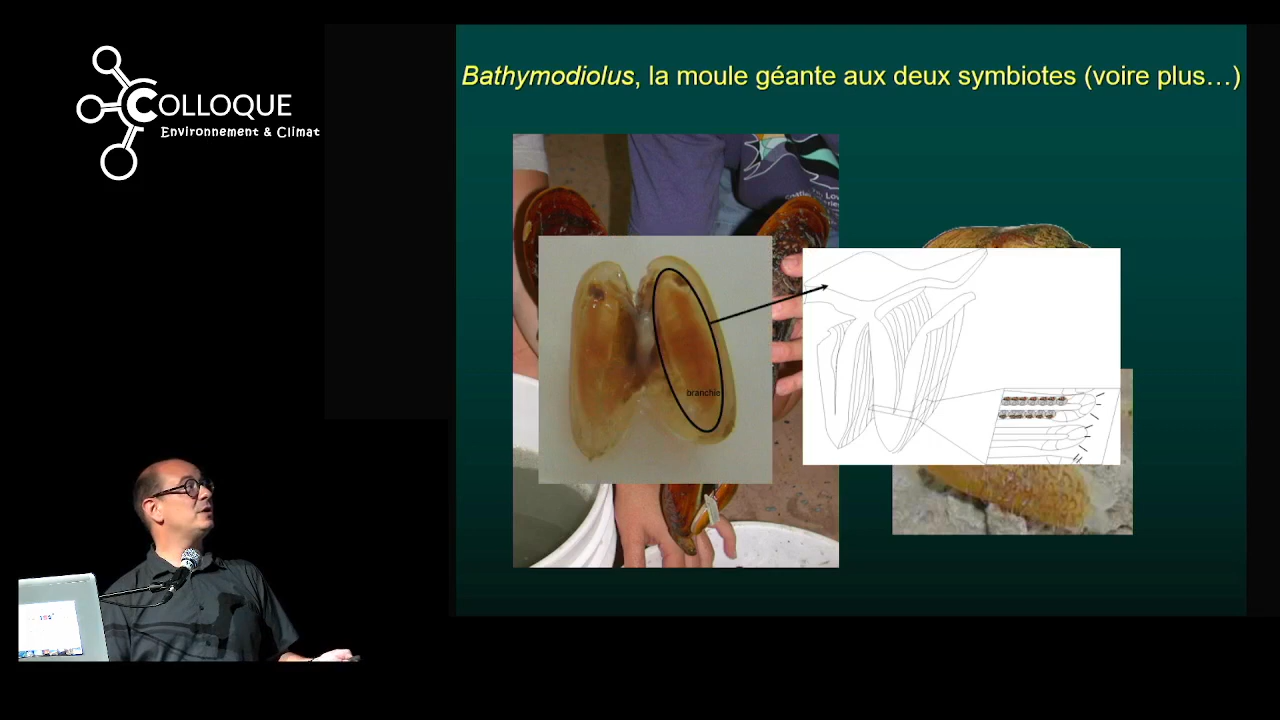 COLLOQUE
Environnement & Climat
Bathymodiolus, la moule géante aux deux symbiotes (voire plus…)
branchie